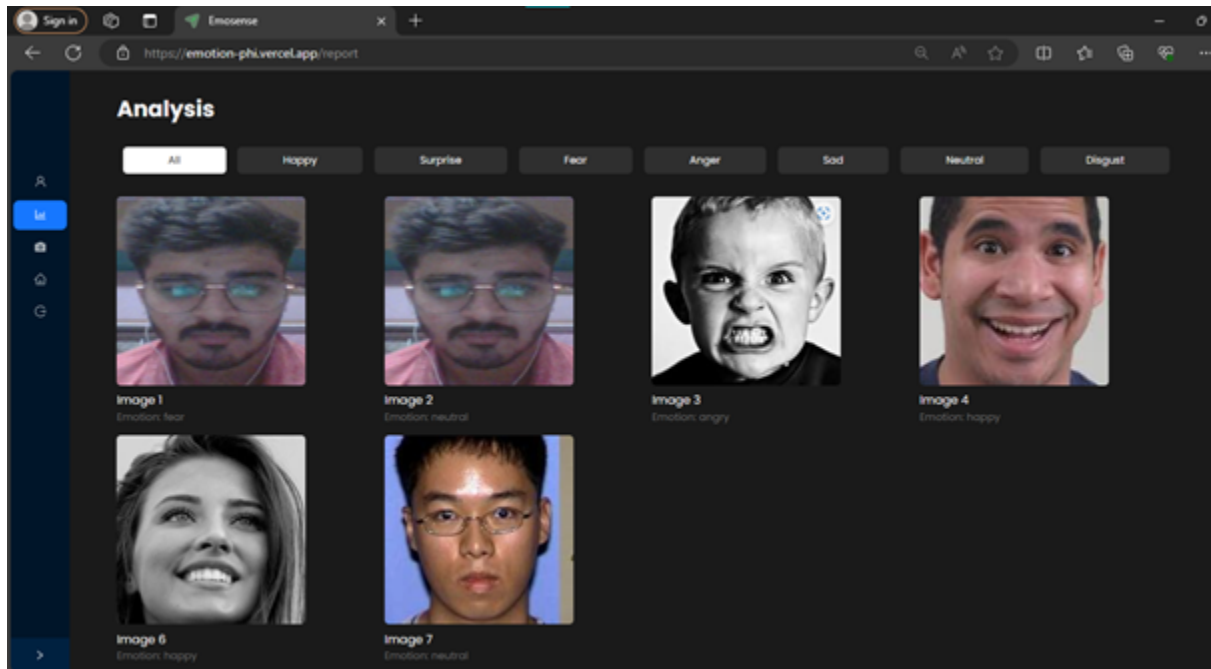 Sign in
Emosense
https://emotion-phi.vercel.app/report
Analysis
All Happy Surprise Fear Anger Sad Neutral Disgust
Image 1 Image 2 Image 3 Image 4
Emotion: fear Emotion: neutral Emotion: angry Emotion: happy
Image 6 Image 7
Emotion: happy Emotion: neutral